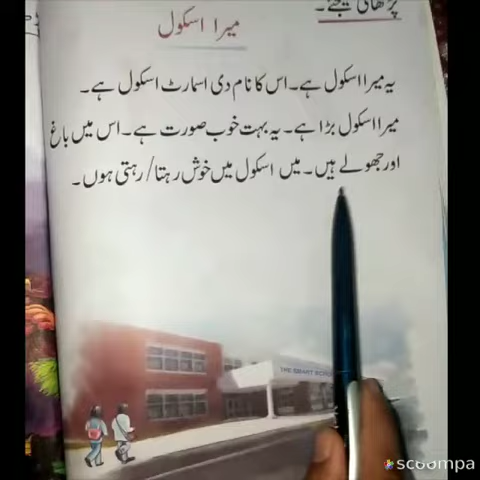 پڑھائی کیجئے۔
میرا اسکول
یہ میرا اسکول ہے۔ اس کا نام دی اسمارٹ اسکول ہے۔
میرا اسکول بڑا ہے۔ یہ بہت خوب صورت ہے۔ اس میں باغ
اور جھولے ہیں۔ میں اسکول میں خوش رہتا/ رہتی ہوں۔
THE SMART SCHOOL
scoompa